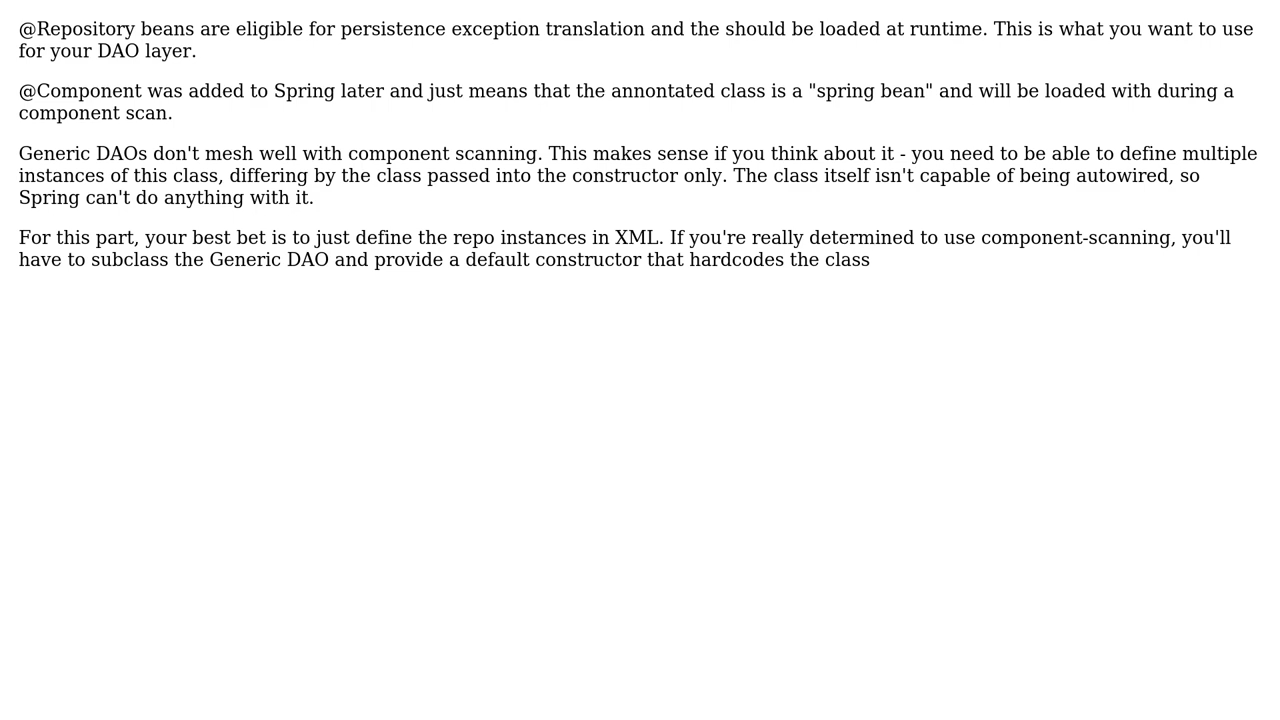 @Repository beans are eligible for persistence exception translation and the should be loaded at runtime. This is what you want to use
for your DAO layer.
@Component was added to Spring later and just means that the annontated class is a "spring bean" and will be loaded with during a
component scan.
Generic DAOs don't mesh well with component scanning. This makes sense if you think about it - you need to be able to define multiple
instances of this class, differing by the class passed into the constructor only. The class itself isn't capable of being autowired, so
Spring can't do anything with it.
For this part, your best bet is to just define the repo instances in XML. If you're really determined to use component-scanning, you'll
have to subclass the Generic DAO and provide a default constructor that hardcodes the class